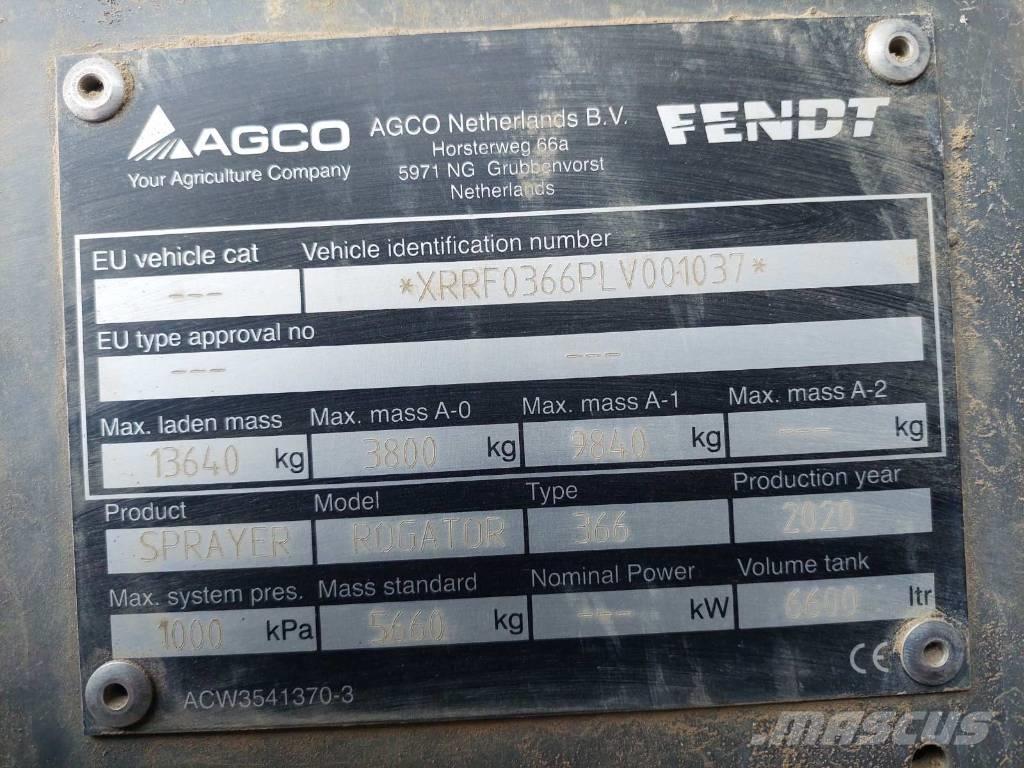 AGCO
Your Agriculture Company
AGCO Netherlands B.V.
Horsterweg 66a
5971 NG Grubbenvorst
Netherlands
FENDT
EU vehicle cat
Vehicle identification number
---
*XRRF0366PLV001037*
EU type approval no
--- ---
Max. laden mass Max. mass A-0 Max. mass A-1 Max. mass A-2
13640 kg 3800 kg 9840 kg --- kg
Product Model Type Production year
SPRAYER ROGATOR 366 2020
Max. system pres. Mass standard Nominal Power Volume tank
1000 kPa 5660 kg --- kW 6600 ltr
CE
ACW3541370-3
mascus